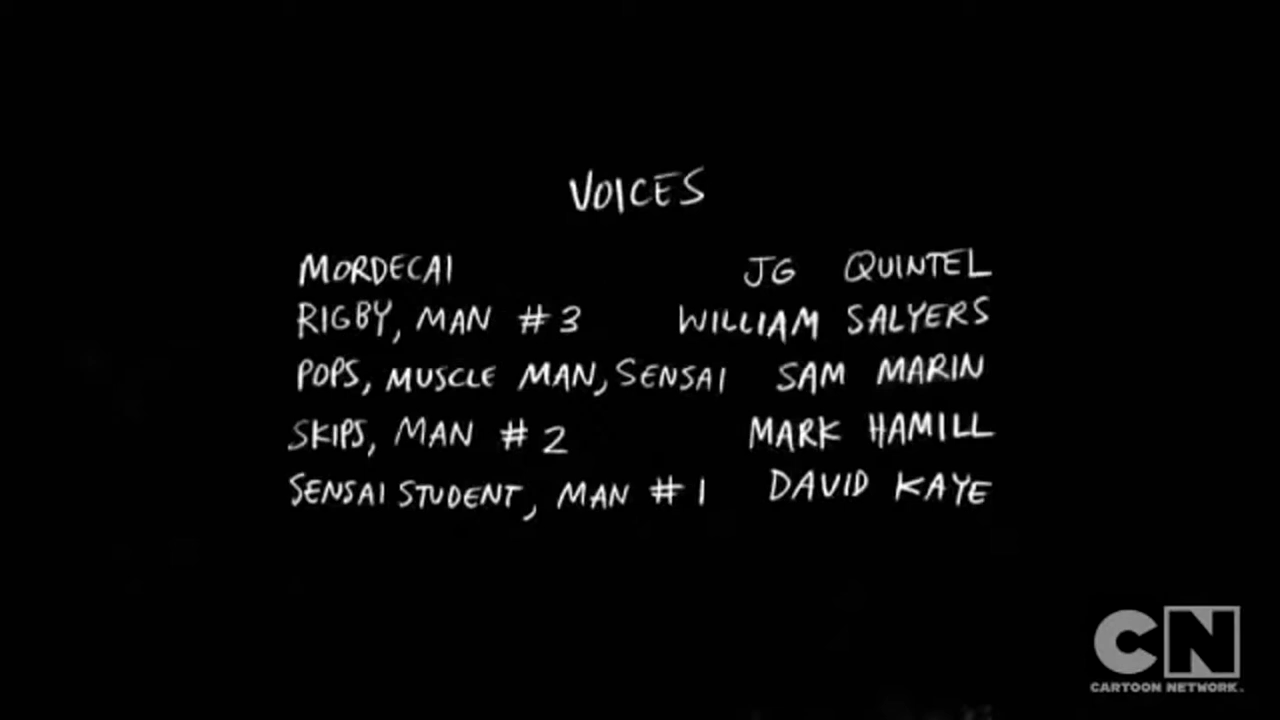 VOICES
MORDECAI JG QUINTEL
RIGBY, MAN #3 WILLIAM SALYERS
POPS, MUSCLE MAN, SENSAI SAM MARIN
SKIPS, MAN #2 MARK HAMILL
SENSAI STUDENT, MAN #1 DAVID KAYE
CN
CARTOON NETWORK.